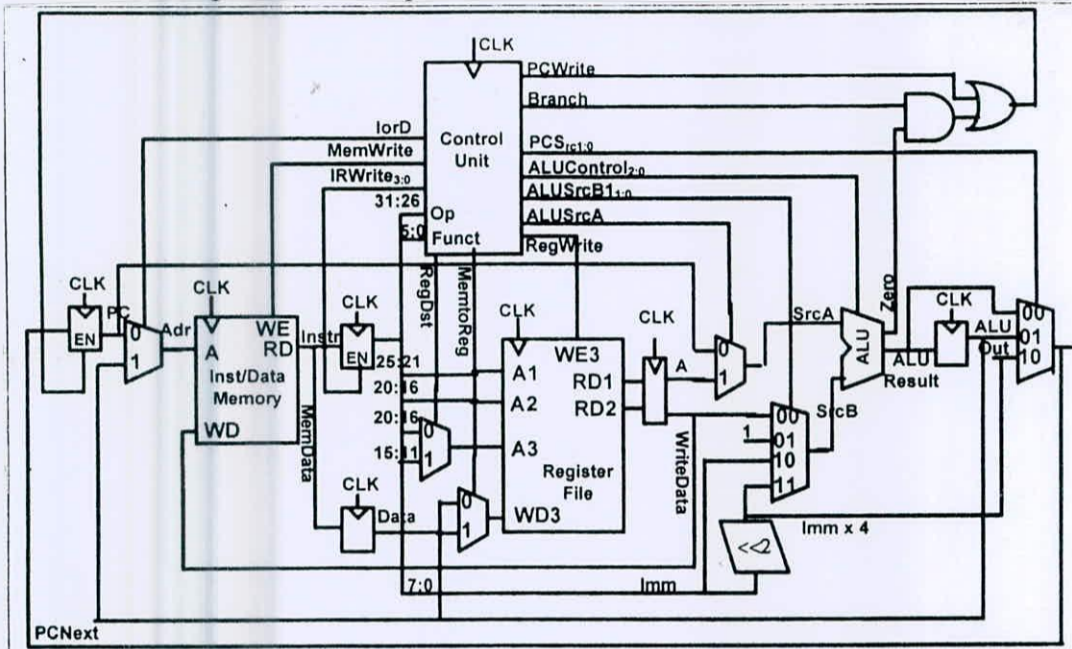 CLK
PCWrite
Branch
IorD
Control
Unit
PCSrc1:0
MemWrite
ALUControl2:0
IRWrite3:0
ALUSrcB11:0
31:26
Op
ALUSrcA
5:0
Funct
RegWrite
CLK
PC
EN
0
1
Adr
CLK
WE
A
RD
Inst/Data
Memory
WD
Instr
MemData
CLK
EN
RegDst
MemtoReg
25:21
20:16
20:16
15:11
0
1
CLK
Data
0
1
CLK
WE3
A1
RD1
A2
RD2
A3
Register
File
WD3
CLK
A
WriteData
0
1
SrcA
1
00
01
10
11
SrcB
ALU
Zero
ALU
Result
CLK
ALU
Out
00
01
10
<<2
Imm x 4
7:0
Imm
PCNext